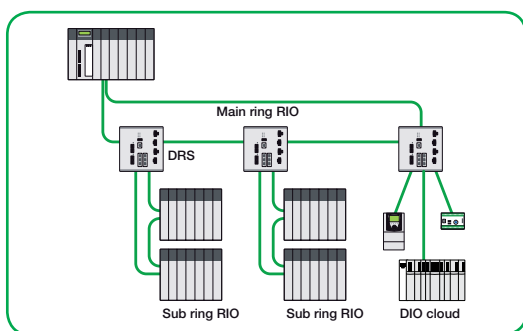 Main ring RIO
DRS
Sub ring RIO
Sub ring RIO
DIO cloud